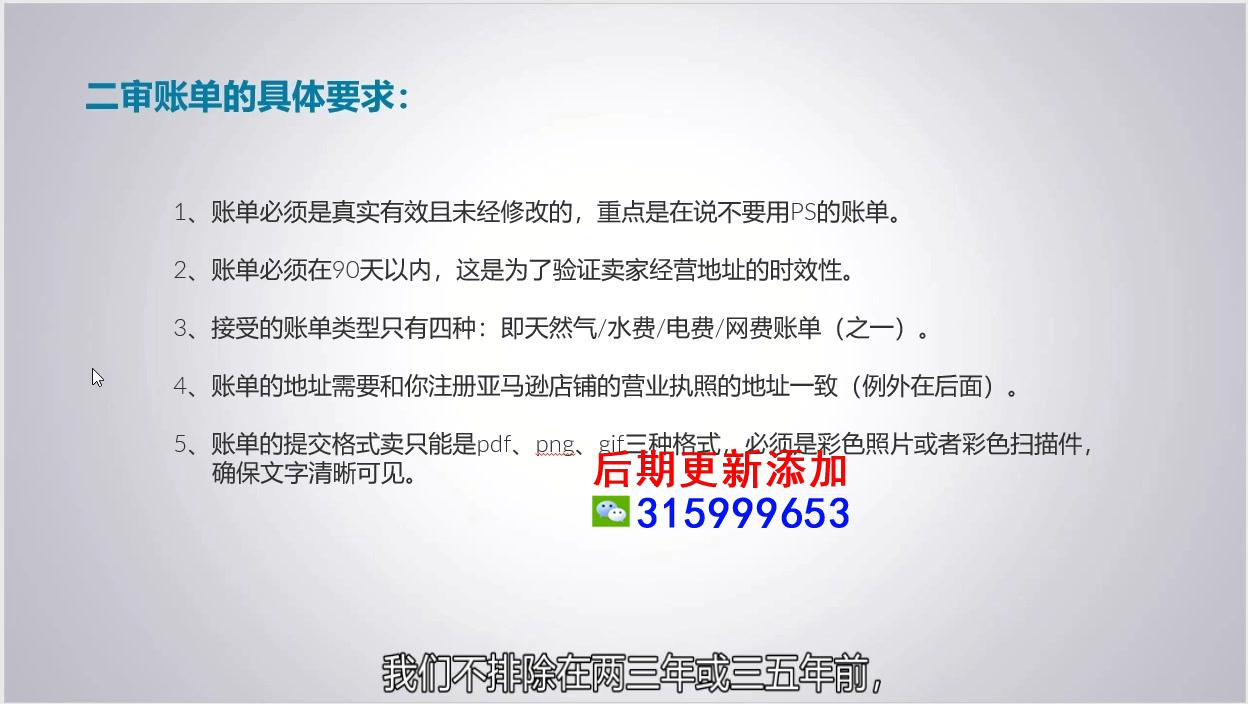 二审账单的具体要求：
1、账单必须是真实有效且未经修改的，重点是在说不要用PS的账单。
2、账单必须在90天以内，这是为了验证卖家经营地址的时效性。
3、接受的账单类型只有四种：即天然气/水费/电费/网费账单（之一）。
4、账单的地址需要和你注册亚马逊店铺的营业执照的地址一致（例外在后面）。
5、账单的提交格式卖只能是pdf、png、gif三种格式，必须是彩色照片或者彩色扫描件，
确保文字清晰可见。
后期更新添加
315999653
我们不排除在两三年或三五年前，